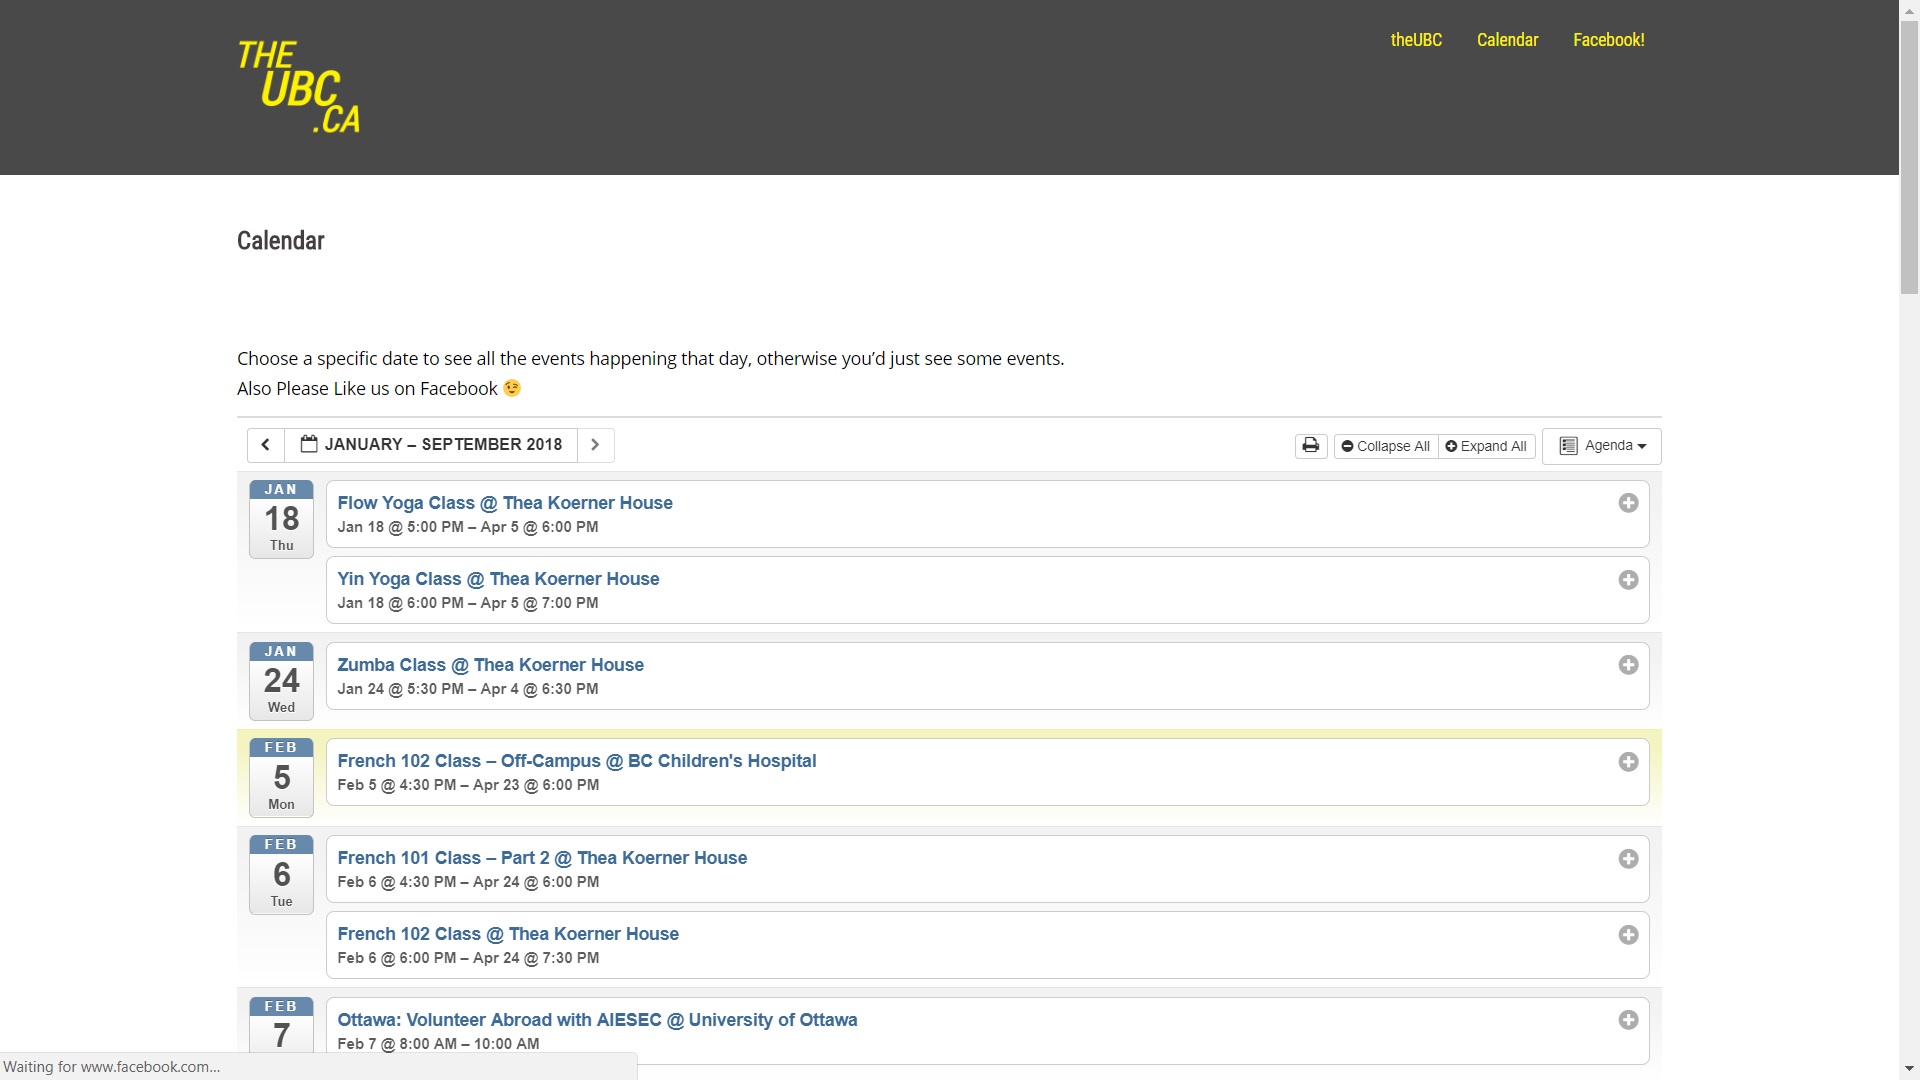 THE
UBC
.CA
theUBC Calendar Facebook!
Calendar
Choose a specific date to see all the events happening that day, otherwise you’d just see some events.
Also Please Like us on Facebook 😉
JANUARY – SEPTEMBER 2018
Collapse All Expand All Agenda
JAN
18
Thu
Flow Yoga Class @ Thea Koerner House
Jan 18 @ 5:00 PM – Apr 5 @ 6:00 PM
Yin Yoga Class @ Thea Koerner House
Jan 18 @ 6:00 PM – Apr 5 @ 7:00 PM
JAN
24
Wed
Zumba Class @ Thea Koerner House
Jan 24 @ 5:30 PM – Apr 4 @ 6:30 PM
FEB
5
Mon
French 102 Class – Off-Campus @ BC Children's Hospital
Feb 5 @ 4:30 PM – Apr 23 @ 6:00 PM
FEB
6
Tue
French 101 Class – Part 2 @ Thea Koerner House
Feb 6 @ 4:30 PM – Apr 24 @ 6:00 PM
French 102 Class @ Thea Koerner House
Feb 6 @ 6:00 PM – Apr 24 @ 7:30 PM
FEB
7
Ottawa: Volunteer Abroad with AIESEC @ University of Ottawa
Feb 7 @ 8:00 AM – 10:00 AM
Waiting for www.facebook.com...